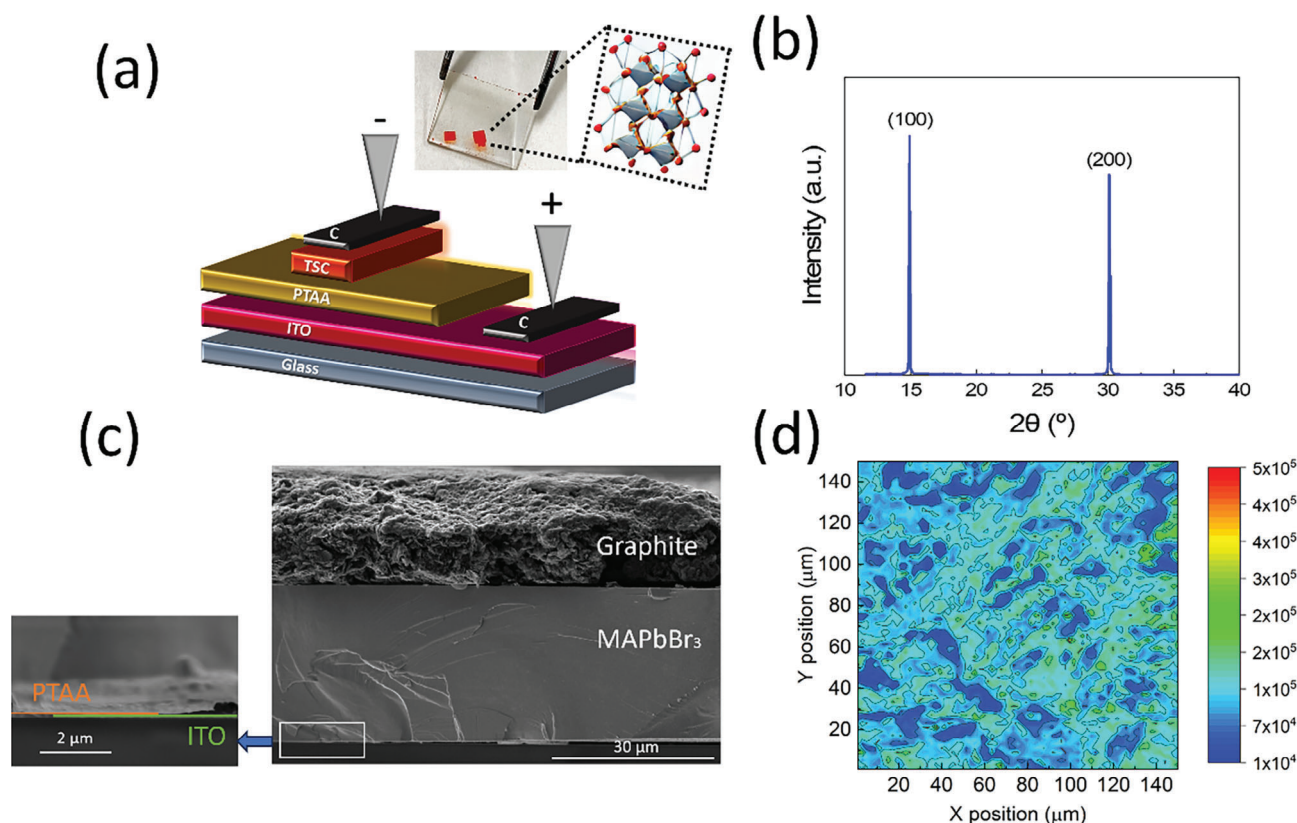 (a)
-
+
C
TSC
PTAA
C
ITO
Glass
(b)
Intensity (a.u.)
(100)
(200)
10 15 20 25 30 35 40
2θ (º)
(c)
Graphite
MAPbBr₃
30 µm
PTAA
ITO
2 µm
(d)
Y position (µm)
140
120
100
80
60
40
20
20 40 60 80 100 120 140
X position (µm)
5x10⁵
4x10⁵
3x10⁵
2x10⁵
2x10⁵
1x10⁵
7x10⁴
1x10⁴